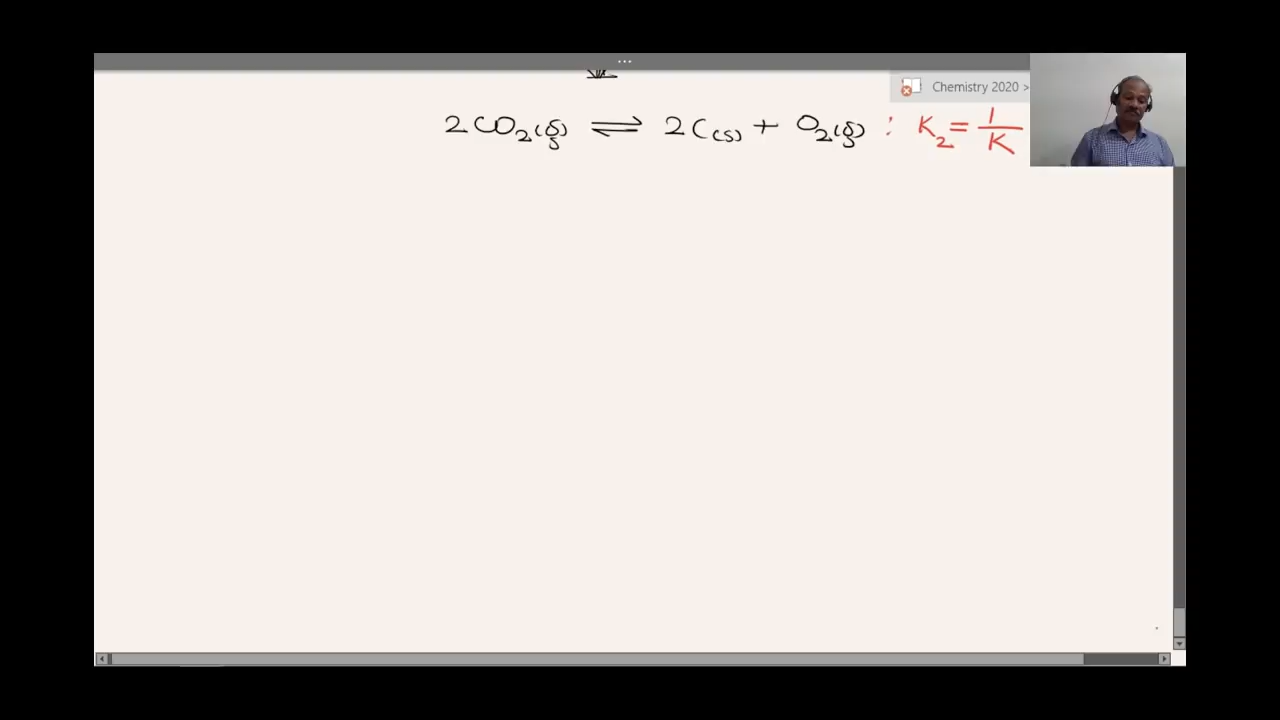 Chemistry 2020 >
2CO₂(g) ⇌ 2C(s) + O₂(g) : K₂ = 1/K